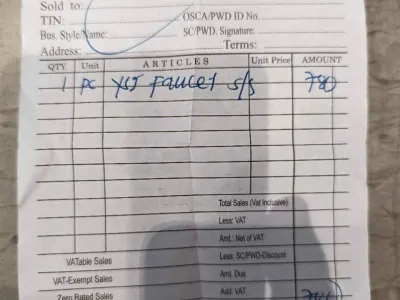 Sold to:
TIN: OSCA/PWD ID No.
Bus. Style/Name: SC/PWD. Signature:
Address: Terms:
QTY. Unit ARTICLES Unit Price AMOUNT
1 pc Faucet s/s 780
Total Sales (Vat Inclusive)
Less: VAT
Amt.: Net of VAT
VATable Sales Less: SC/PWD-Discount
VAT-Exempt Sales Amt. Due
Zero Rated Sales Add: VAT